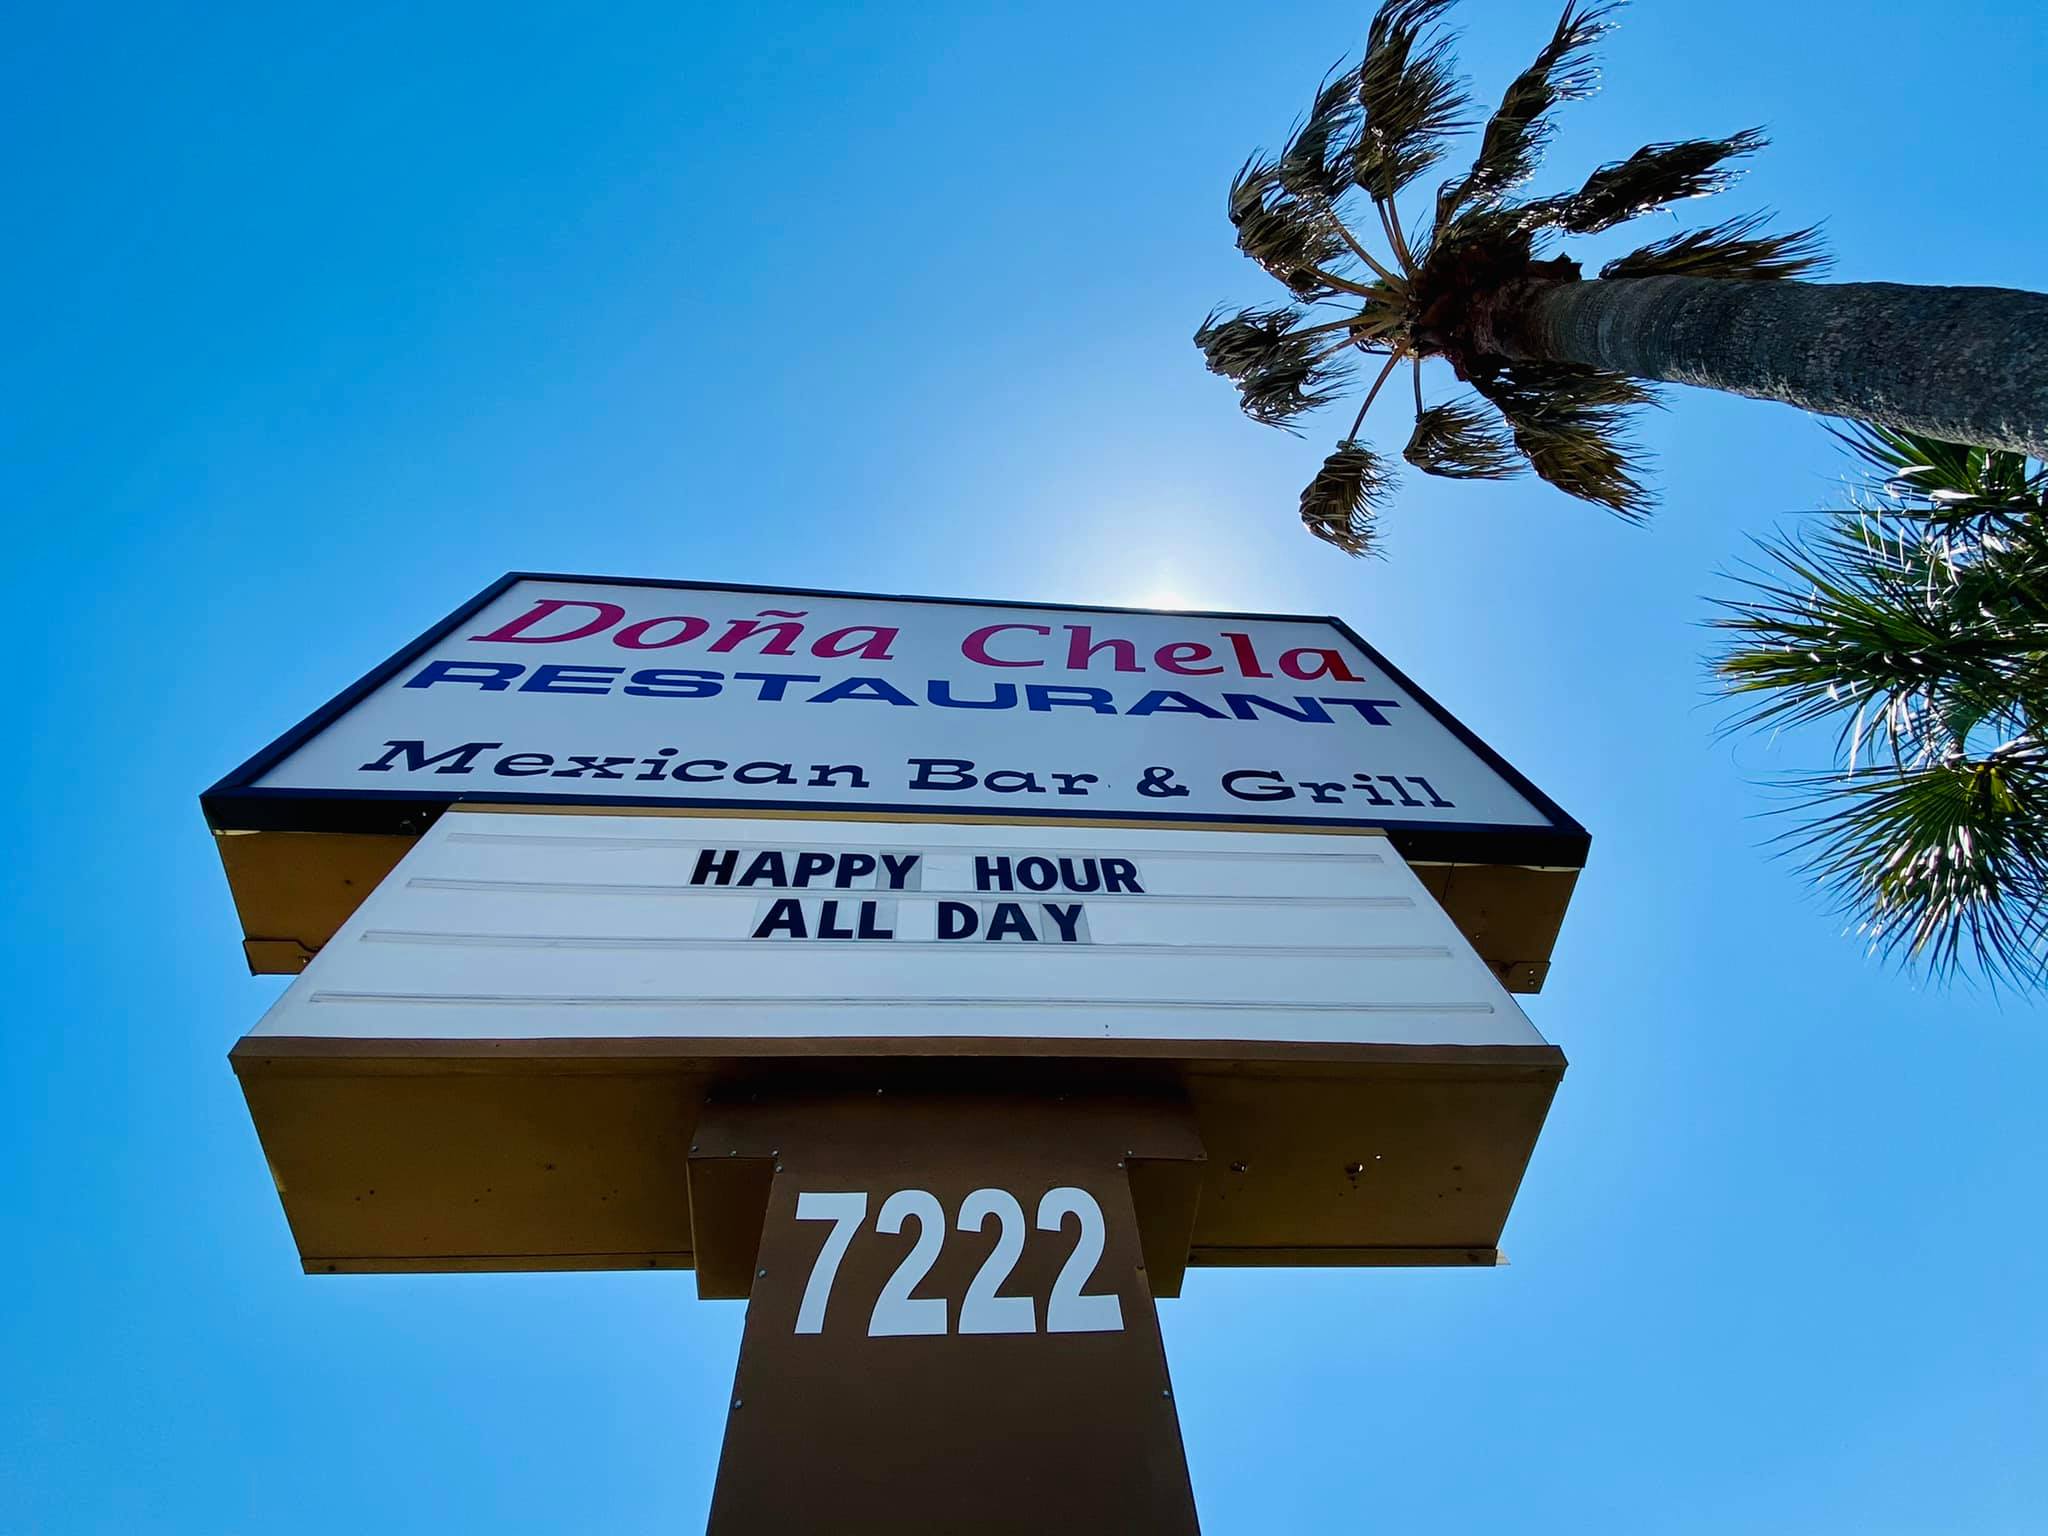 Doña Chela
RESTAURANT
Mexican Bar & Grill
HAPPY HOUR
ALL DAY
7222